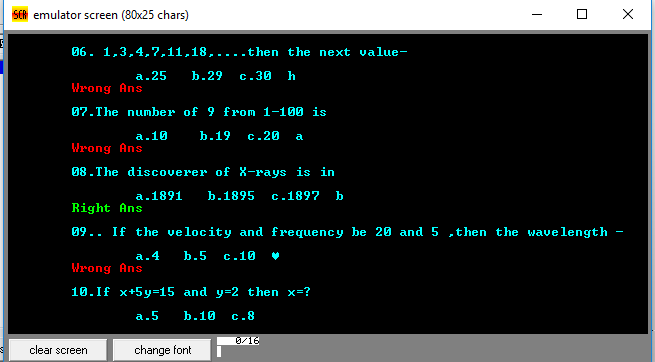 emulator screen (80x25 chars)
06. 1,3,4,7,11,18,....then the next value-
a.25 b.29 c.30 h
Wrong Ans
07.The number of 9 from 1-100 is
a.10 b.19 c.20 a
Wrong Ans
08.The discoverer of X-rays is in
a.1891 b.1895 c.1897 b
Right Ans
09.. If the velocity and frequency be 20 and 5 ,then the wavelength -
a.4 b.5 c.10 ♥
Wrong Ans
10.If x+5y=15 and y=2 then x=?
a.5 b.10 c.8
clear screen change font 0/16